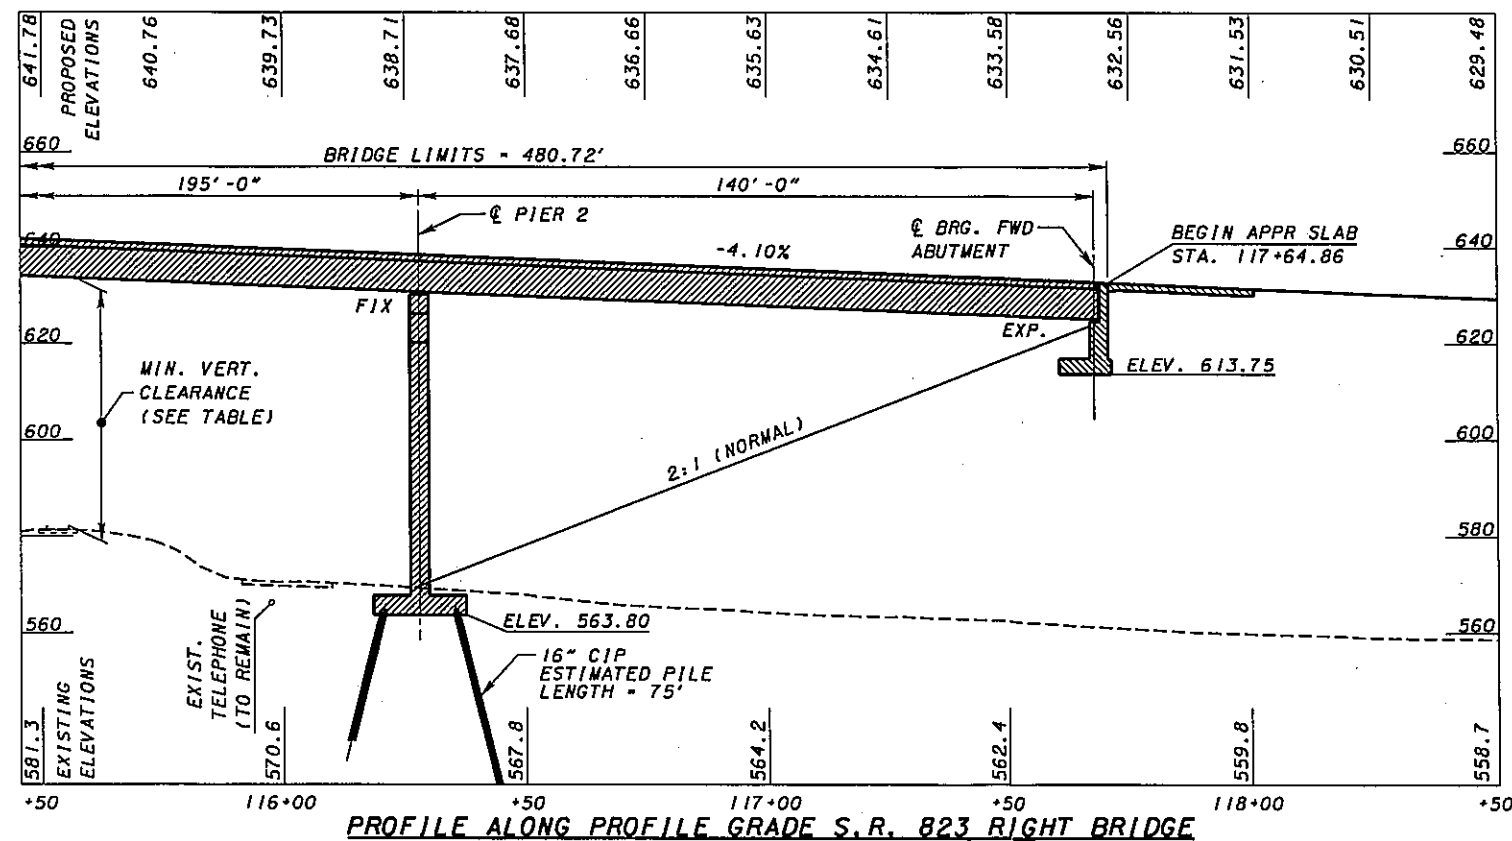 641.78
PROPOSED
ELEVATIONS
640.76
639.73
638.71
637.68
636.66
635.63
634.61
633.58
632.56
631.53
630.51
629.48
660
660
BRIDGE LIMITS = 480.72'
195'-0"
140'-0"
℄ PIER 2
℄ BRG. FWD
ABUTMENT
BEGIN APPR SLAB
STA. 117+64.86
640
-4.10%
640
FIX
EXP.
620
620
MIN. VERT.
CLEARANCE
(SEE TABLE)
ELEV. 613.75
600
600
2:1 (NORMAL)
580
560
ELEV. 563.80
560
16" CIP
ESTIMATED PILE
LENGTH = 75'
EXIST.
TELEPHONE
(TO REMAIN)
581.3
EXISTING
ELEVATIONS
570.6
567.8
564.2
562.4
559.8
558.7
+50
116+00
+50
117+00
+50
118+00
+50
PROFILE ALONG PROFILE GRADE S.R. 823 RIGHT BRIDGE